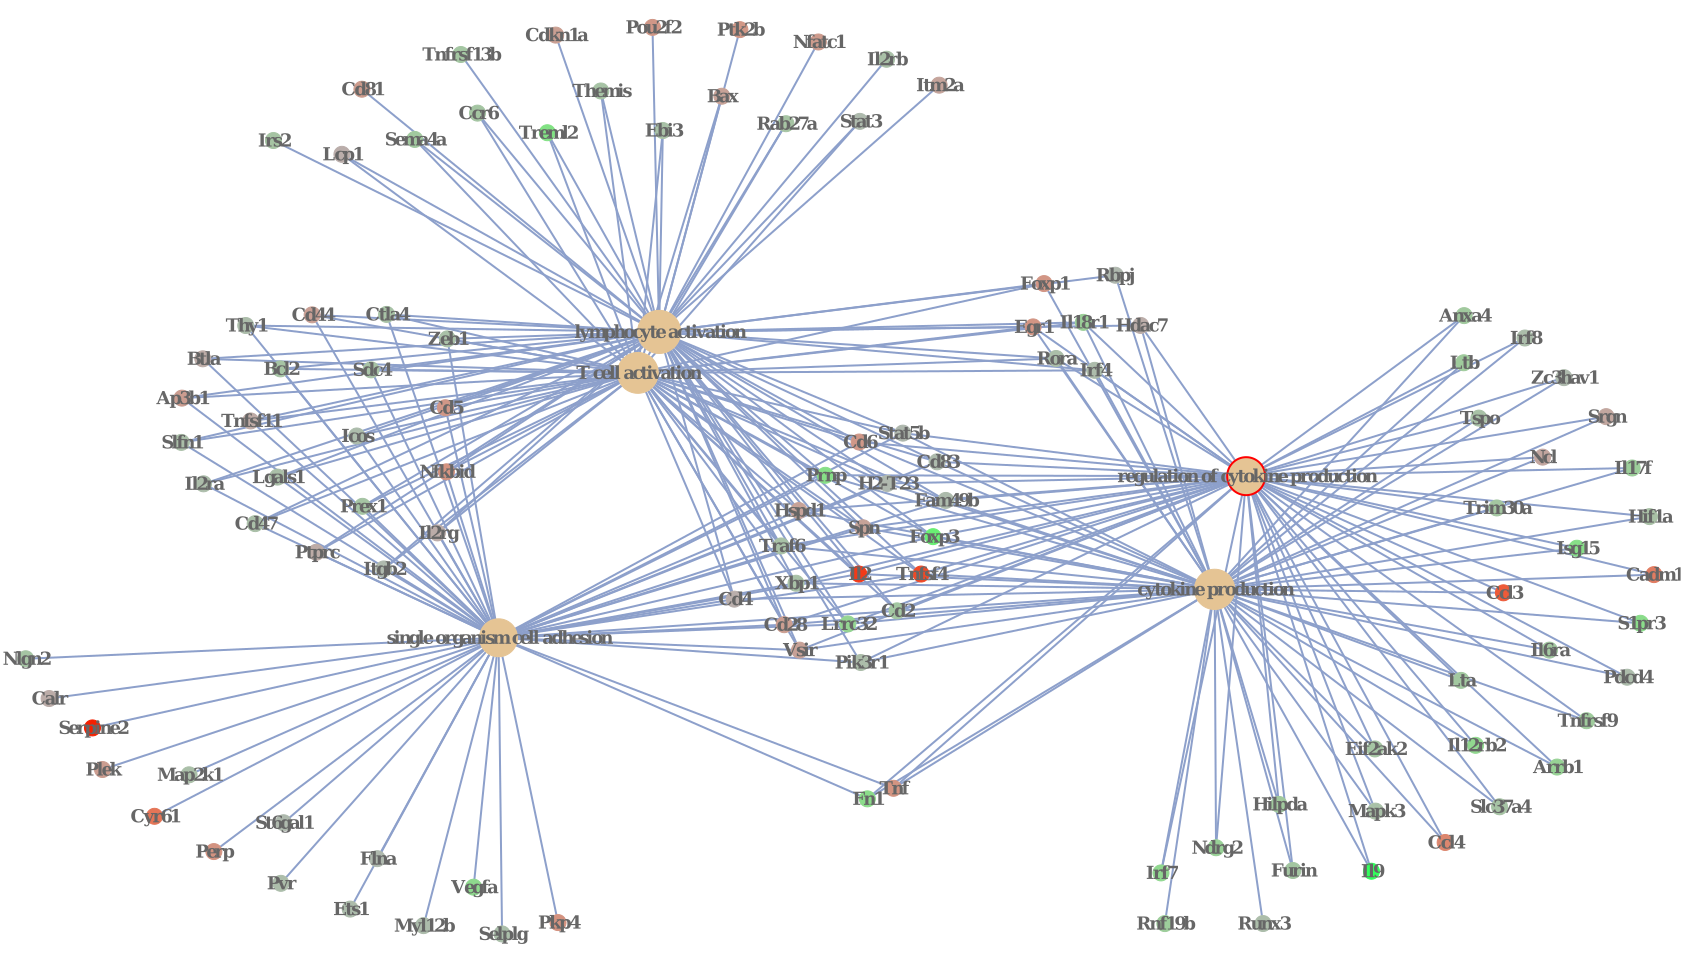 Cdkn1a
Pou2f2
Ptk2b
Nfatc1
Tnfrsf13b
Il2rb
Itm2a
Cd81
Themis
Bax
Ccr6
Treml2
Ebi3
Rab27a
Stat3
Irs2
Lcp1
Sema4a
Foxp1
Rbpj
Thy1
Cd44
Ctla4
Zeb1
lymphocyte activation
Egr1
Il18r1
Hdac7
Anxa4
Irf8
Btla
Bcl2
Sdc4
T cell activation
Rora
Irf4
Ltb
Zc3hav1
Ap3b1
Tnfsf11
Cd5
Icos
Slfn1
Cd6
Stat5b
Tspo
Srgn
Il2ra
Lgals1
Nfkbid
Prnp
Cd83
H2-T-23
regulation of cytokine production
Ncl
Il17f
Cd47
Prex1
Il2rg
Hspd1
Fam49b
Spn
Foxp3
Trim30a
Hif1a
Ptprc
Itgb2
Traf6
Xbp1
Il2
Tnfsf4
Isg15
Cadm1
Cd4
Cd28
Lrrc32
Cd2
cytokine production
Ccl3
S1pr3
single organism cell adhesion
Vsir
Pik3r1
Il6ra
Pdcd4
Nlgn2
Calr
Lta
Serpine2
Tnfrsf9
Plek
Map2k1
Eif2ak2
Il12rb2
Arrb1
Cyr61
St6gal1
Fn1
Tnf
Hilpda
Mapk3
Slc37a4
Perp
Flna
Ndrg2
Ccl4
Pvr
Vegfa
Irf7
Furin
Il9
Ets1
Myl12b
Selplg
Pkp4
Rnf19b
Runx3